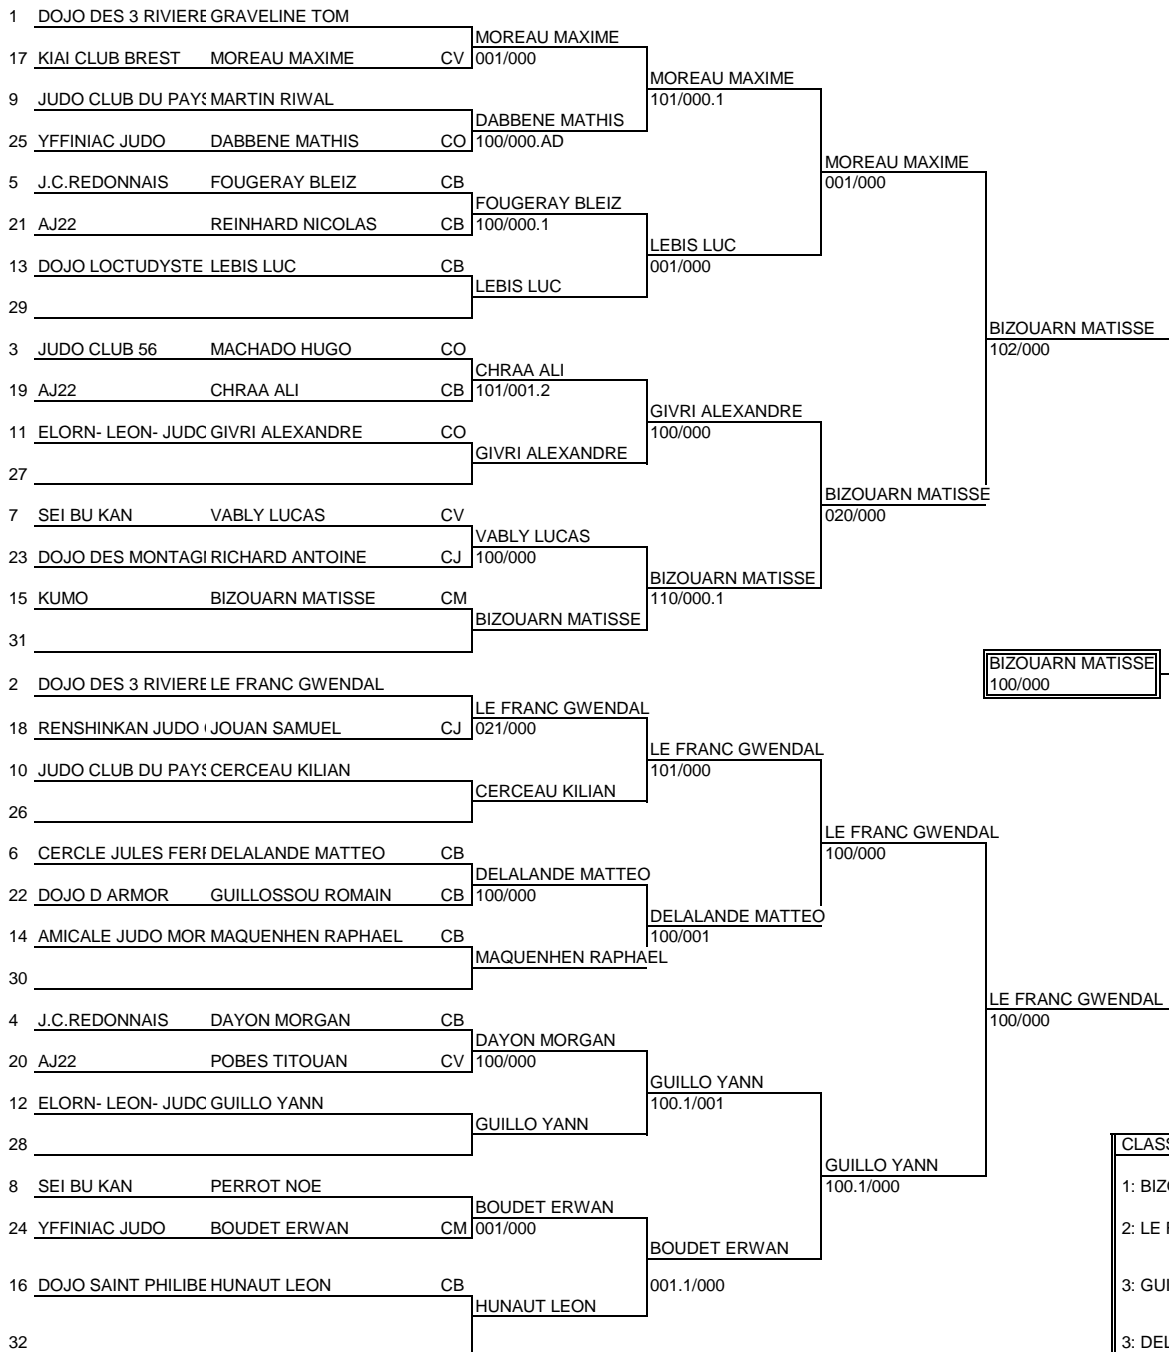 1 DOJO DES 3 RIVIERE GRAVELINE TOM
MOREAU MAXIME
17 KIAI CLUB BREST MOREAU MAXIME CV 001/000
MOREAU MAXIME
9 JUDO CLUB DU PAYS MARTIN RIWAL 101/000.1
DABBENE MATHIS
25 YFFINIAC JUDO DABBENE MATHIS CO 100/000.AD
MOREAU MAXIME
5 J.C.REDONNAIS FOUGERAY BLEIZ CB 001/000
FOUGERAY BLEIZ
21 AJ22 REINHARD NICOLAS CB 100/000.1
LEBIS LUC
13 DOJO LOCTUDYSTE LEBIS LUC CB 001/000
LEBIS LUC
29
BIZOUARN MATISSE
3 JUDO CLUB 56 MACHADO HUGO CO 102/000
CHRAA ALI
19 AJ22 CHRAA ALI CB 101/001.2
GIVRI ALEXANDRE
11 ELORN- LEON- JUDO GIVRI ALEXANDRE CO 100/000
GIVRI ALEXANDRE
27
BIZOUARN MATISSE
7 SEI BU KAN VABLY LUCAS CV 020/000
VABLY LUCAS
23 DOJO DES MONTAG RICHARD ANTOINE CJ 100/000
BIZOUARN MATISSE
15 KUMO BIZOUARN MATISSE CM 110/000.1
BIZOUARN MATISSE
31
BIZOUARN MATISSE
2 DOJO DES 3 RIVIERE LE FRANC GWENDAL 100/000
LE FRANC GWENDAL
18 RENSHINKAN JUDO JOUAN SAMUEL CJ 021/000
LE FRANC GWENDAL
10 JUDO CLUB DU PAYS CERCEAU KILIAN 101/000
CERCEAU KILIAN
26
LE FRANC GWENDAL
6 CERCLE JULES FERR DELALANDE MATTEO CB 100/000
DELALANDE MATTEO
22 DOJO D ARMOR GUILLOSSOU ROMAIN CB 100/000
DELALANDE MATTEO
14 AMICALE JUDO MOR MAQUENHEN RAPHAEL CB 100/001
MAQUENHEN RAPHAEL
30
LE FRANC GWENDAL
4 J.C.REDONNAIS DAYON MORGAN CB 100/000
DAYON MORGAN
20 AJ22 POBES TITOUAN CV 100/000
GUILLO YANN
12 ELORN- LEON- JUDO GUILLO YANN 100.1/001
GUILLO YANN
28 CLASS
GUILLO YANN
8 SEI BU KAN PERROT NOE 100.1/000 1: BIZO
BOUDET ERWAN
24 YFFINIAC JUDO BOUDET ERWAN CM 001/000 2: LE F
BOUDET ERWAN
16 DOJO SAINT PHILIBE HUNAUT LEON CB 001.1/000 3: GUI
HUNAUT LEON
32 3: DEL